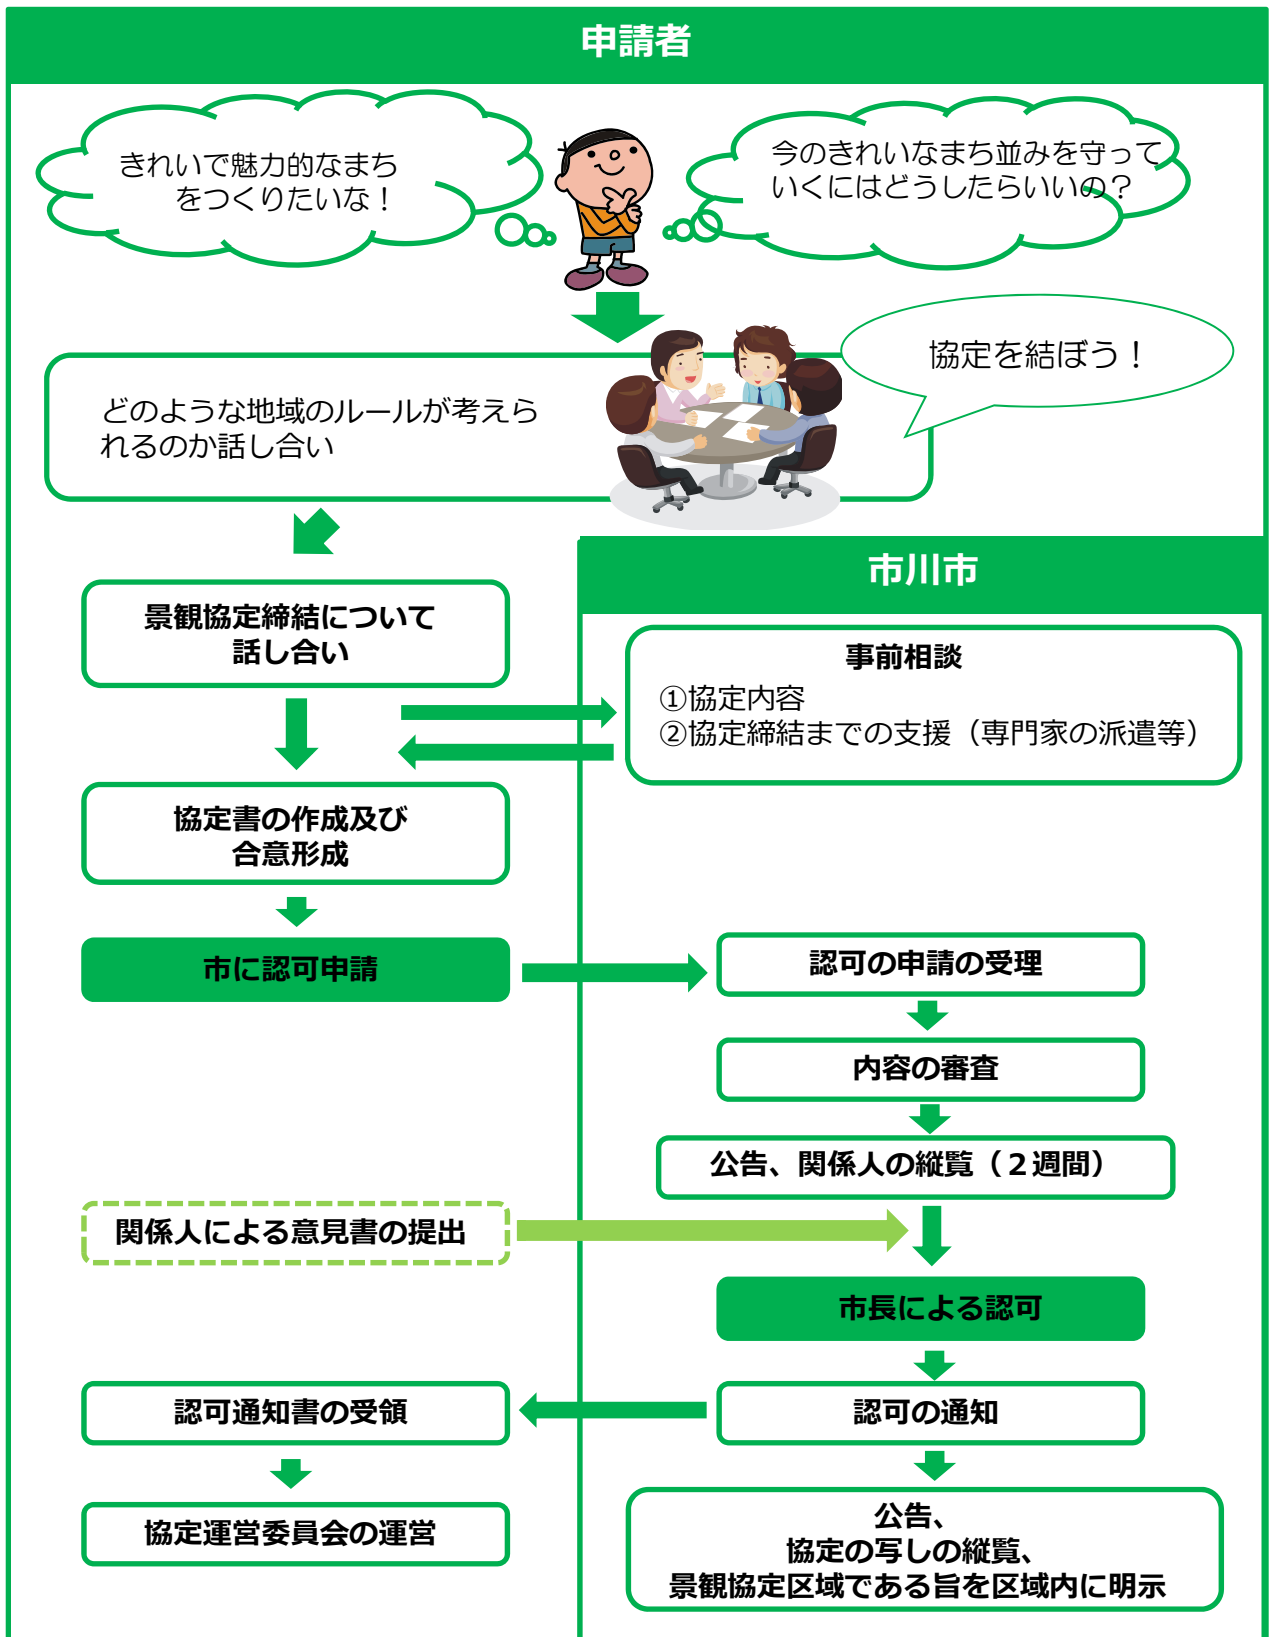 申請者
きれいで魅力的なまち
をつくりたいな！
今のきれいなまち並みを守って
いくにはどうしたらいいの？
協定を結ぼう！
どのような地域のルールが考えら
れるのか話し合い
市川市
景観協定締結について
話し合い
事前相談
①協定内容
②協定締結までの支援（専門家の派遣等）
協定書の作成及び
合意形成
市に認可申請
認可の申請の受理
内容の審査
公告、関係人の縦覧（２週間）
関係人による意見書の提出
市長による認可
認可通知書の受領
認可の通知
協定運営委員会の運営
公告、
協定の写しの縦覧、
景観協定区域である旨を区域内に明示